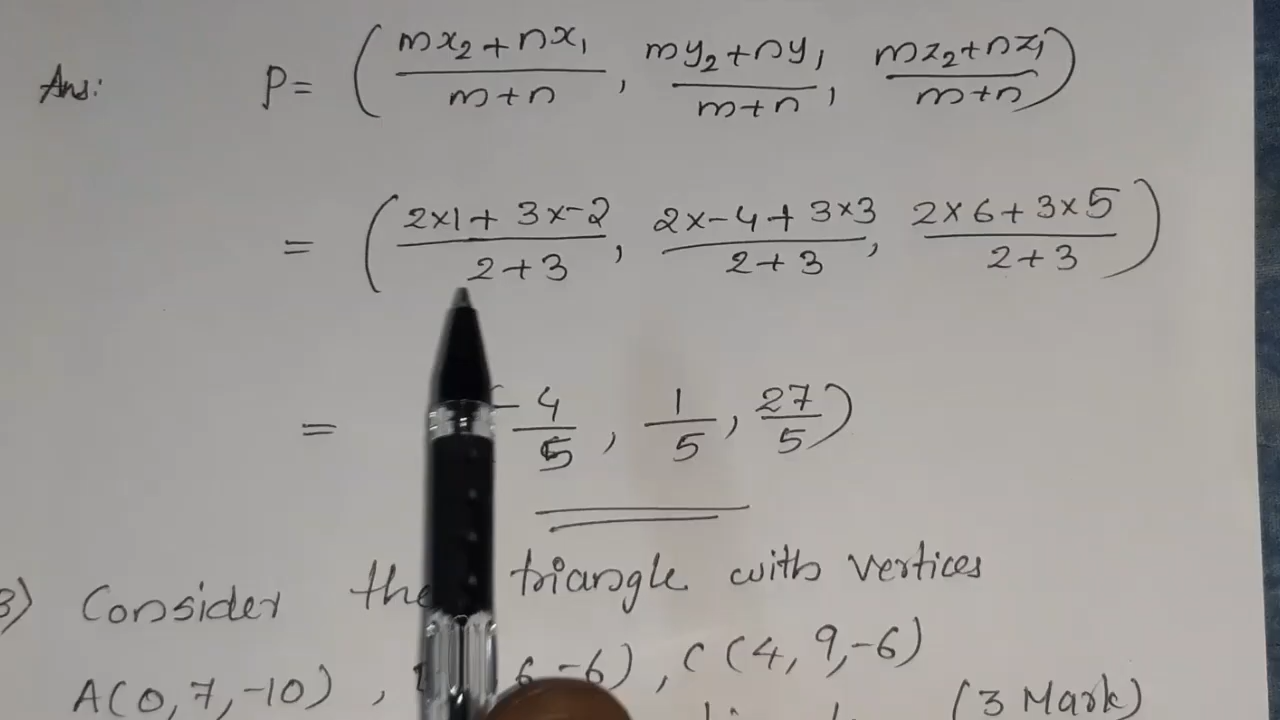 Ans: P = ( mx₂ + nx₁ / m + n , my₂ + ny₁ / m + n , mz₂ + nz₁ / m + n )
= ( 2 × 1 + 3 × -2 / 2 + 3 , 2 × -4 + 3 × 3 / 2 + 3 , 2 × 6 + 3 × 5 / 2 + 3 )
= - 4 / 5 , 1 / 5 , 27 / 5 )
3) Consider the triangle with vertices
A(0, 7, -10) , 6, -6) , C (4, 9, -6)
(3 Mark)